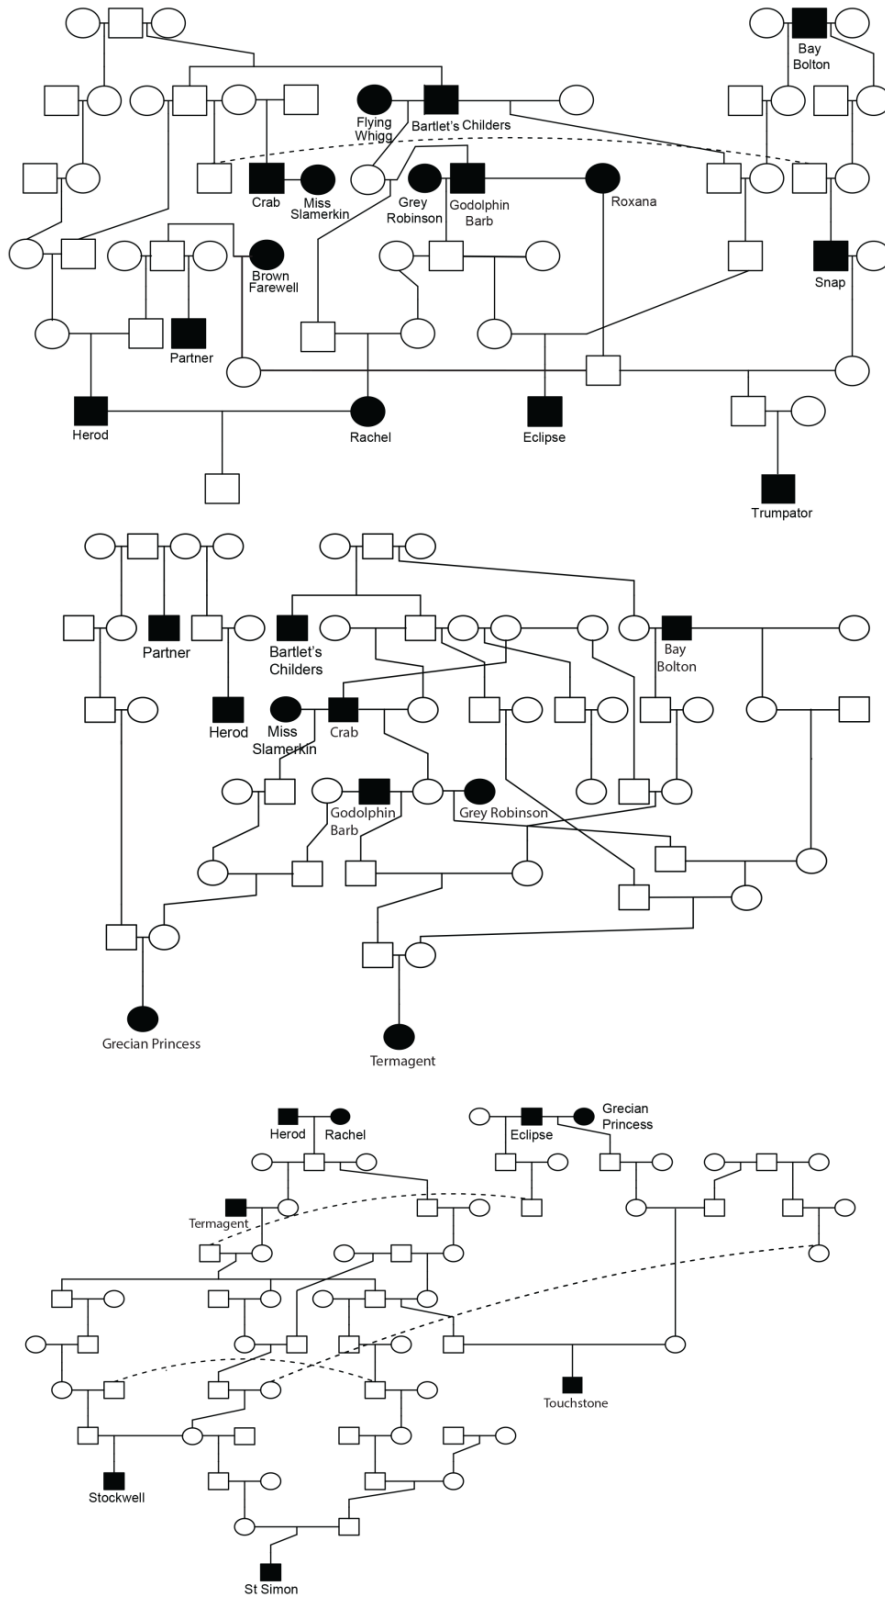 Bay
Bolton
Flying
Whigg
Bartlet's Childers
Crab
Miss
Slamerkin
Grey
Robinson
Godolphin
Barb
Roxana
Brown
Farewell
Snap
Partner
Herod
Rachel
Eclipse
Trumpator
Partner
Bartlet's
Childers
Bay
Bolton
Herod
Miss
Slamerkin
Crab
Godolphin
Barb
Grey Robinson
Grecian Princess
Termagent
Herod
Rachel
Eclipse
Grecian
Princess
Termagent
Touchstone
Stockwell
St Simon